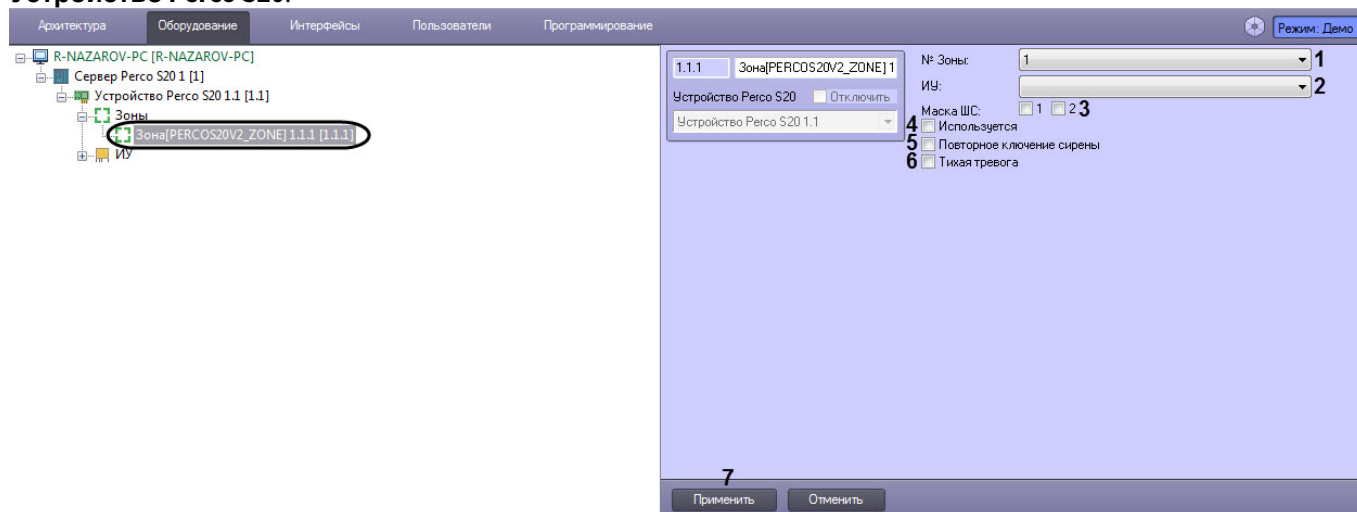 Устройство Perco S20.
Архитектура Оборудование Интерфейсы Пользователи Программирование Режим: Демо
R-NAZAROV-PC [R-NAZAROV-PC]
Сервер Perco S20 1 [1]
Устройство Perco S20 1.1 [1.1]
Зоны
Зона[PERCOS20V2_ZONE] 1.1.1 [1.1.1]
ИУ
1.1.1 Зона[PERCOS20V2_ZONE] 1
Устройство Perco S20 Отключить
Устройство Perco S20 1.1
№ Зоны: 1 1
ИУ: 2
Маска ШС: 1 2 3
4 Используется
5 Повторное ключение сирены
6 Тихая тревога
7
Применить Отменить